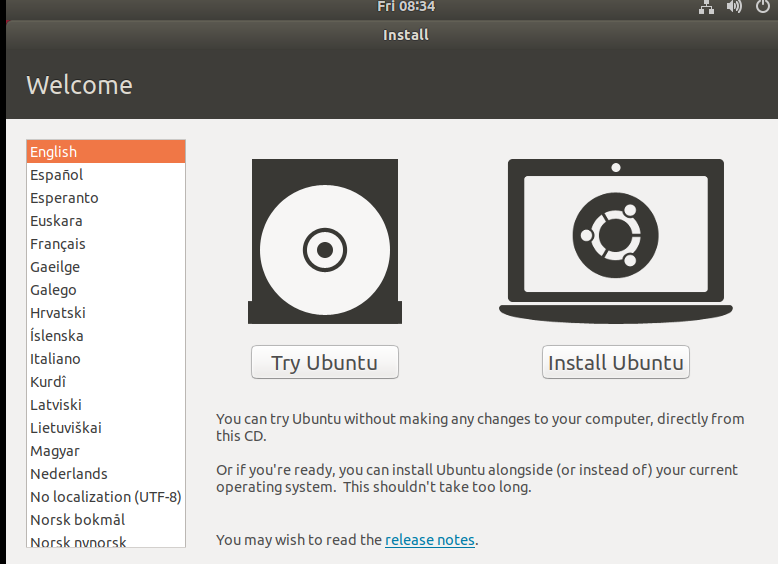 Fri 08:34
Install
Welcome
English
Español
Esperanto
Euskara
Français
Gaeilge
Galego
Hrvatski
Íslenska
Italiano
Kurdî
Latviski
Lietuviškai
Magyar
Nederlands
No localization (UTF-8)
Norsk bokmål
Norsk nynorsk
Try Ubuntu
Install Ubuntu
You can try Ubuntu without making any changes to your computer, directly from
this CD.
Or if you're ready, you can install Ubuntu alongside (or instead of) your current
operating system. This shouldn't take too long.
You may wish to read the release notes.